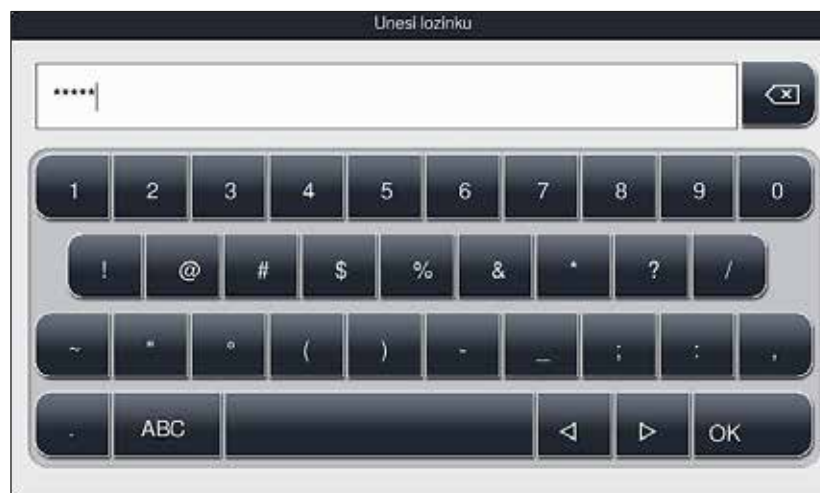 Unesi lozinku
*****
1 2 3 4 5 6 7 8 9 0
! @ # $ % & * ? /
~ " ° ( ) - _ ; : ,
. ABC OK